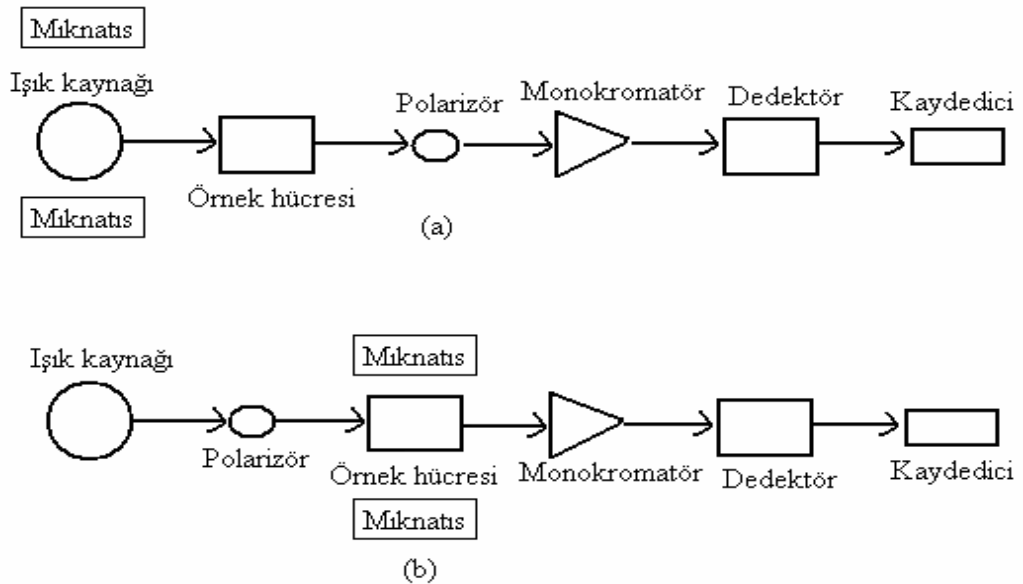 Mıknatıs
Işık kaynağı
Polarizör
Monokromatör
Dedektör
Kaydedici
Örnek hücresi
Mıknatıs
(a)
Işık kaynağı
Mıknatıs
Polarizör
Örnek hücresi
Monokromatör
Dedektör
Kaydedici
Mıknatıs
(b)